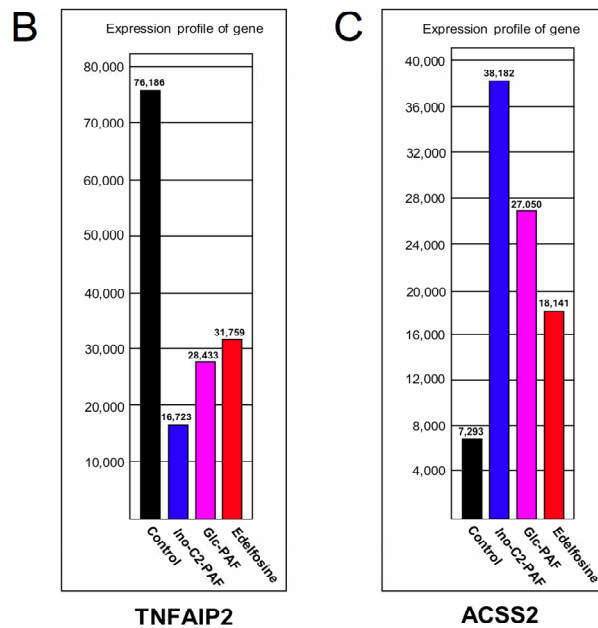 B
Expression profile of gene
80,000
70,000
60,000
50,000
40,000
30,000
20,000
10,000
76,186
16,723
28,433
31,759
Control
Ino-C2-PAF
Glc-PAF
Edelfosine
TNFAIP2
C
Expression profile of gene
40,000
36,000
32,000
28,000
24,000
20,000
16,000
12,000
8,000
4,000
7,293
38,182
27.050
18,141
Control
Ino-C2-PAF
Glc-PAF
Edelfosine
ACSS2